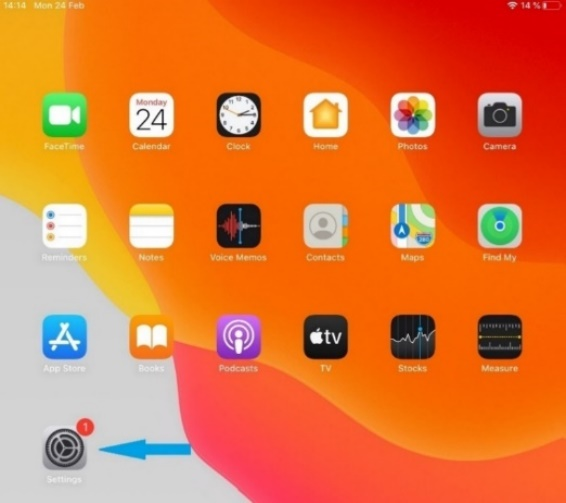 14:14 Mon 24 Feb
14 %
Monday
24
FaceTime
Calendar
Clock
Home
Photos
Camera
Reminders
Notes
Voice Memos
Contacts
Maps
Find My
tv
App Store
Books
Podcasts
TV
Stocks
Measure
1
Settings